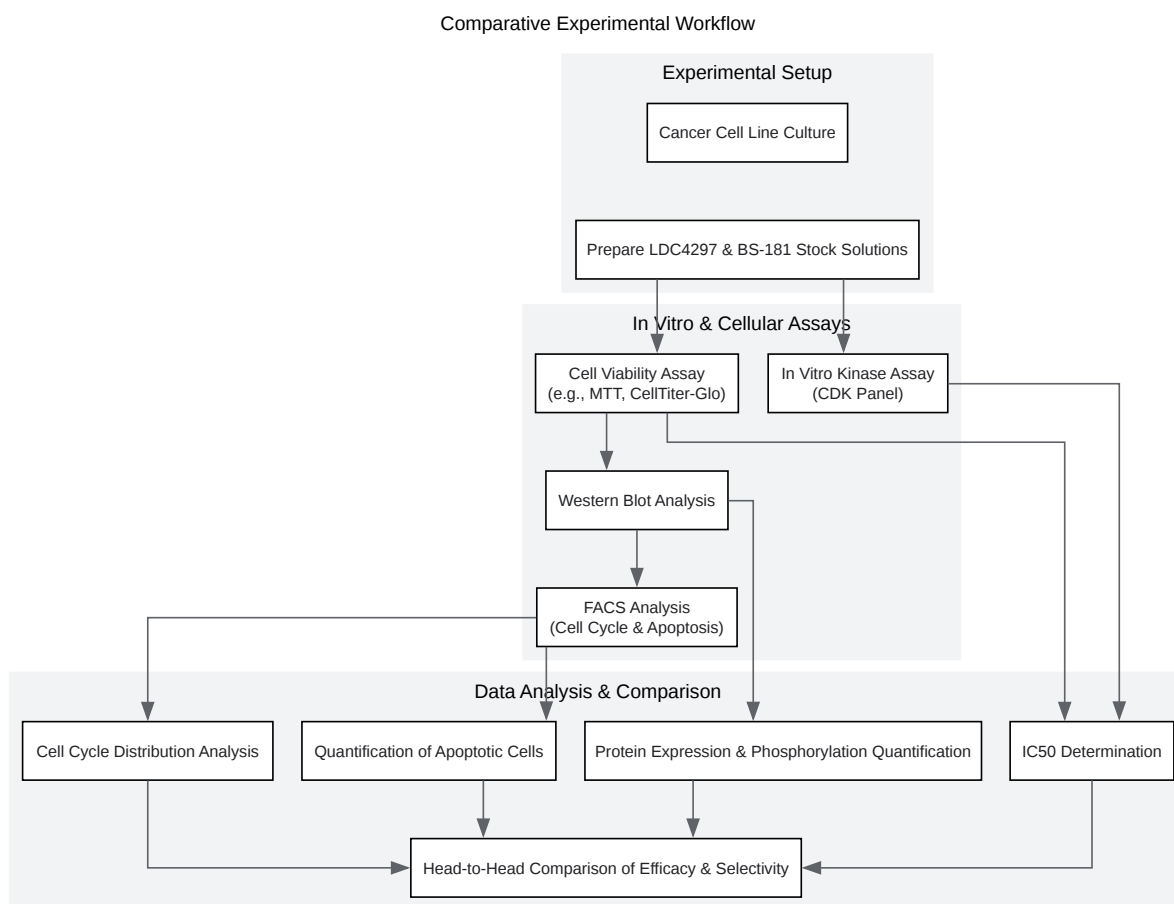 Comparative Experimental Workflow
Experimental Setup
Cancer Cell Line Culture
Prepare LDC4297 & BS-181 Stock Solutions
In Vitro & Cellular Assays
Cell Viability Assay
(e.g., MTT, CellTiter-Glo)
In Vitro Kinase Assay
(CDK Panel)
Western Blot Analysis
FACS Analysis
(Cell Cycle & Apoptosis)
Data Analysis & Comparison
Cell Cycle Distribution Analysis
Quantification of Apoptotic Cells
Protein Expression & Phosphorylation Quantification
IC50 Determination
Head-to-Head Comparison of Efficacy & Selectivity